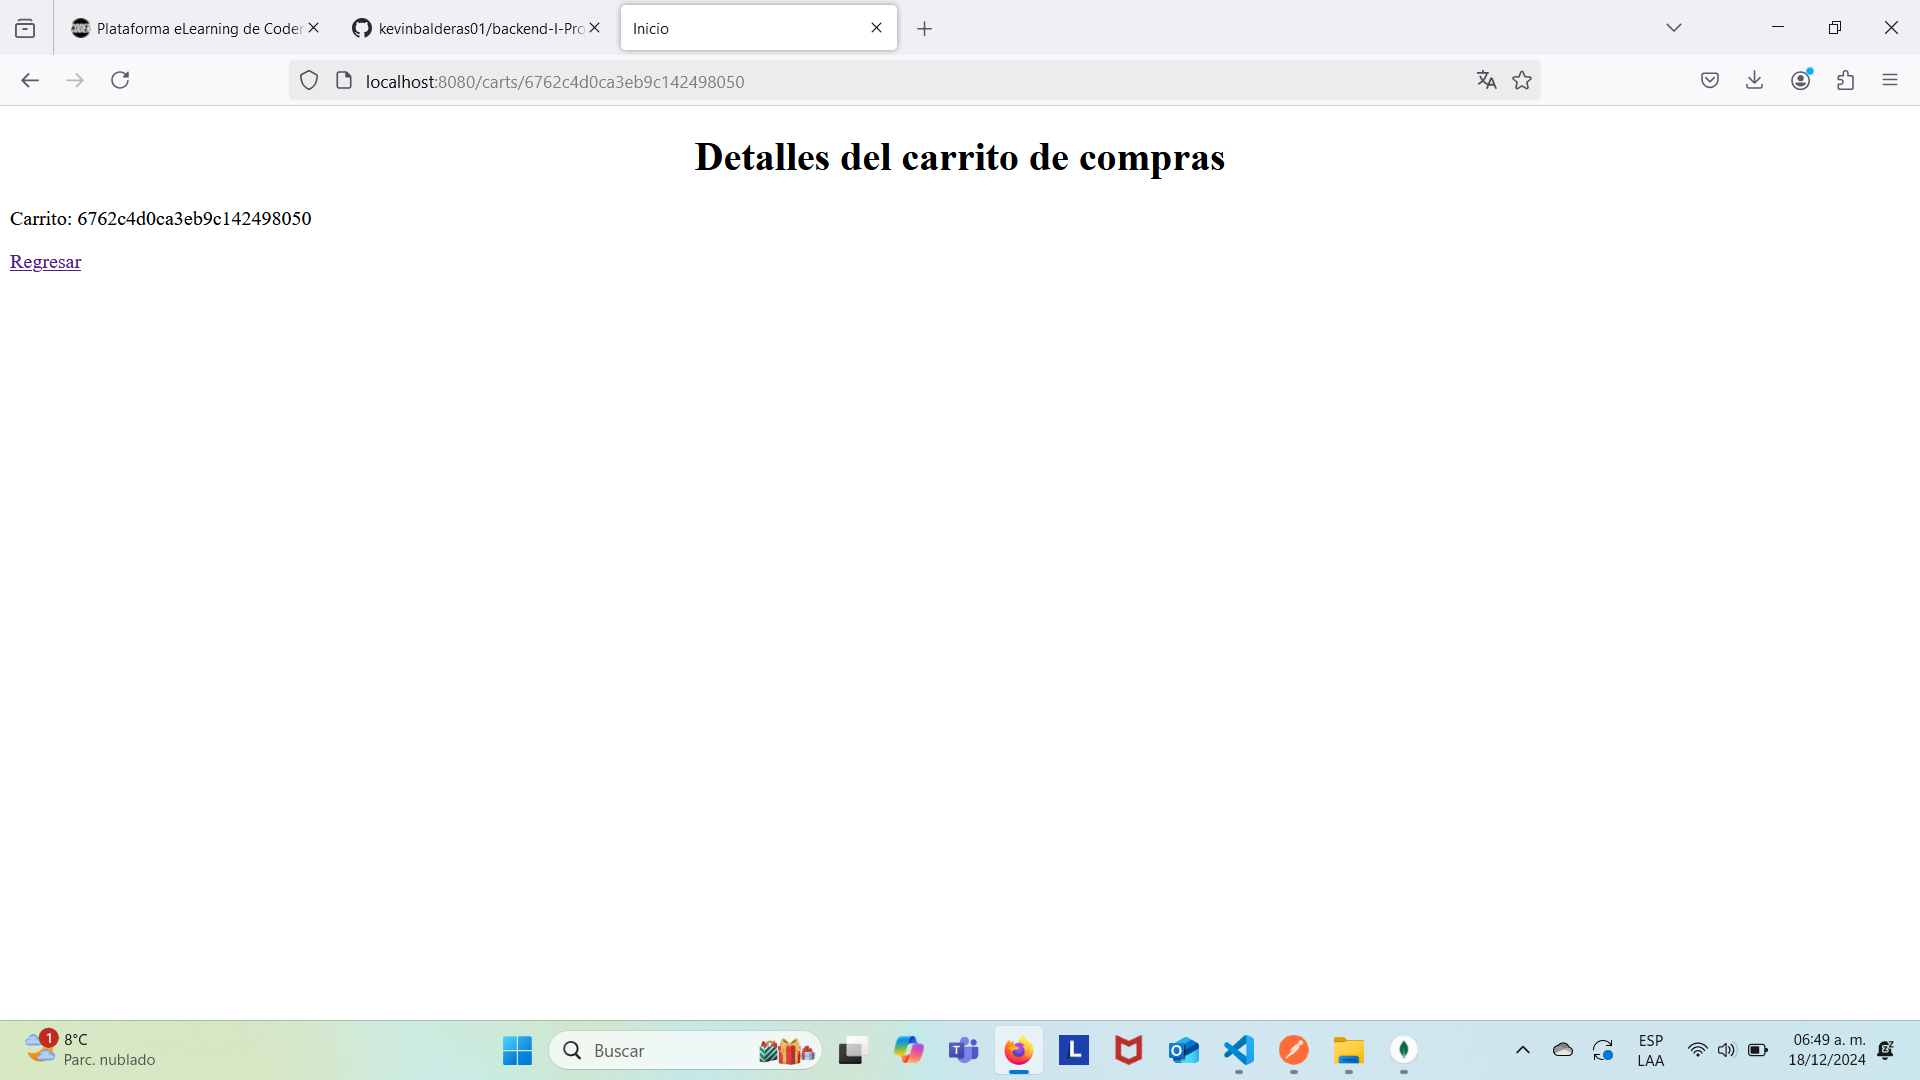 Plataforma eLearning de Coder
kevinbalderas01/backend-I-Pro
Inicio
localhost:8080/carts/6762c4d0ca3eb9c142498050
Detalles del carrito de compras
Carrito: 6762c4d0ca3eb9c142498050
Regresar
1
8°C
Parc. nublado
Buscar
ESP
LAA
06:49 a. m.
18/12/2024